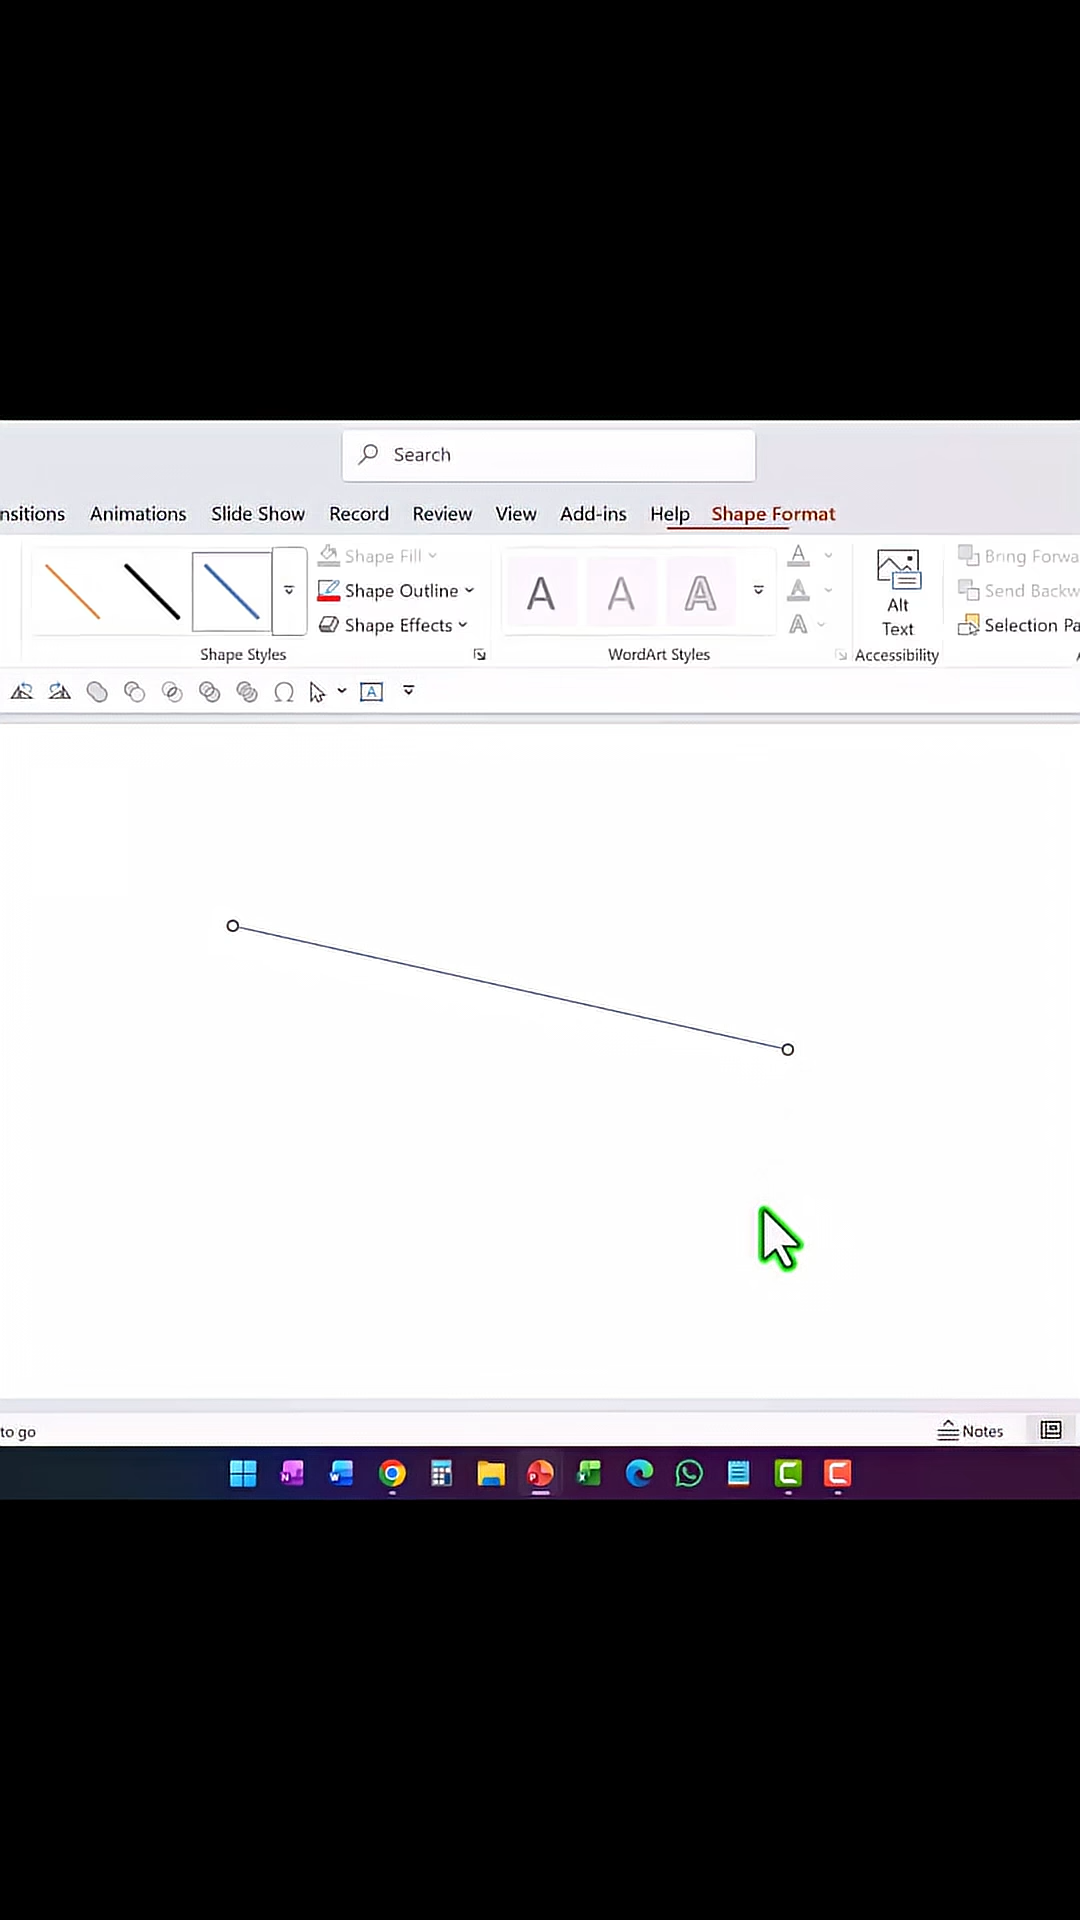 Search
nsitions Animations Slide Show Record Review View Add-ins Help Shape Format
Shape Fill
Shape Outline
Shape Effects
Shape Styles
A A A
WordArt Styles
A
A
A
Alt
Text
Accessibility
Bring Forwa
Send Backw
Selection Pa
A
to go
Notes